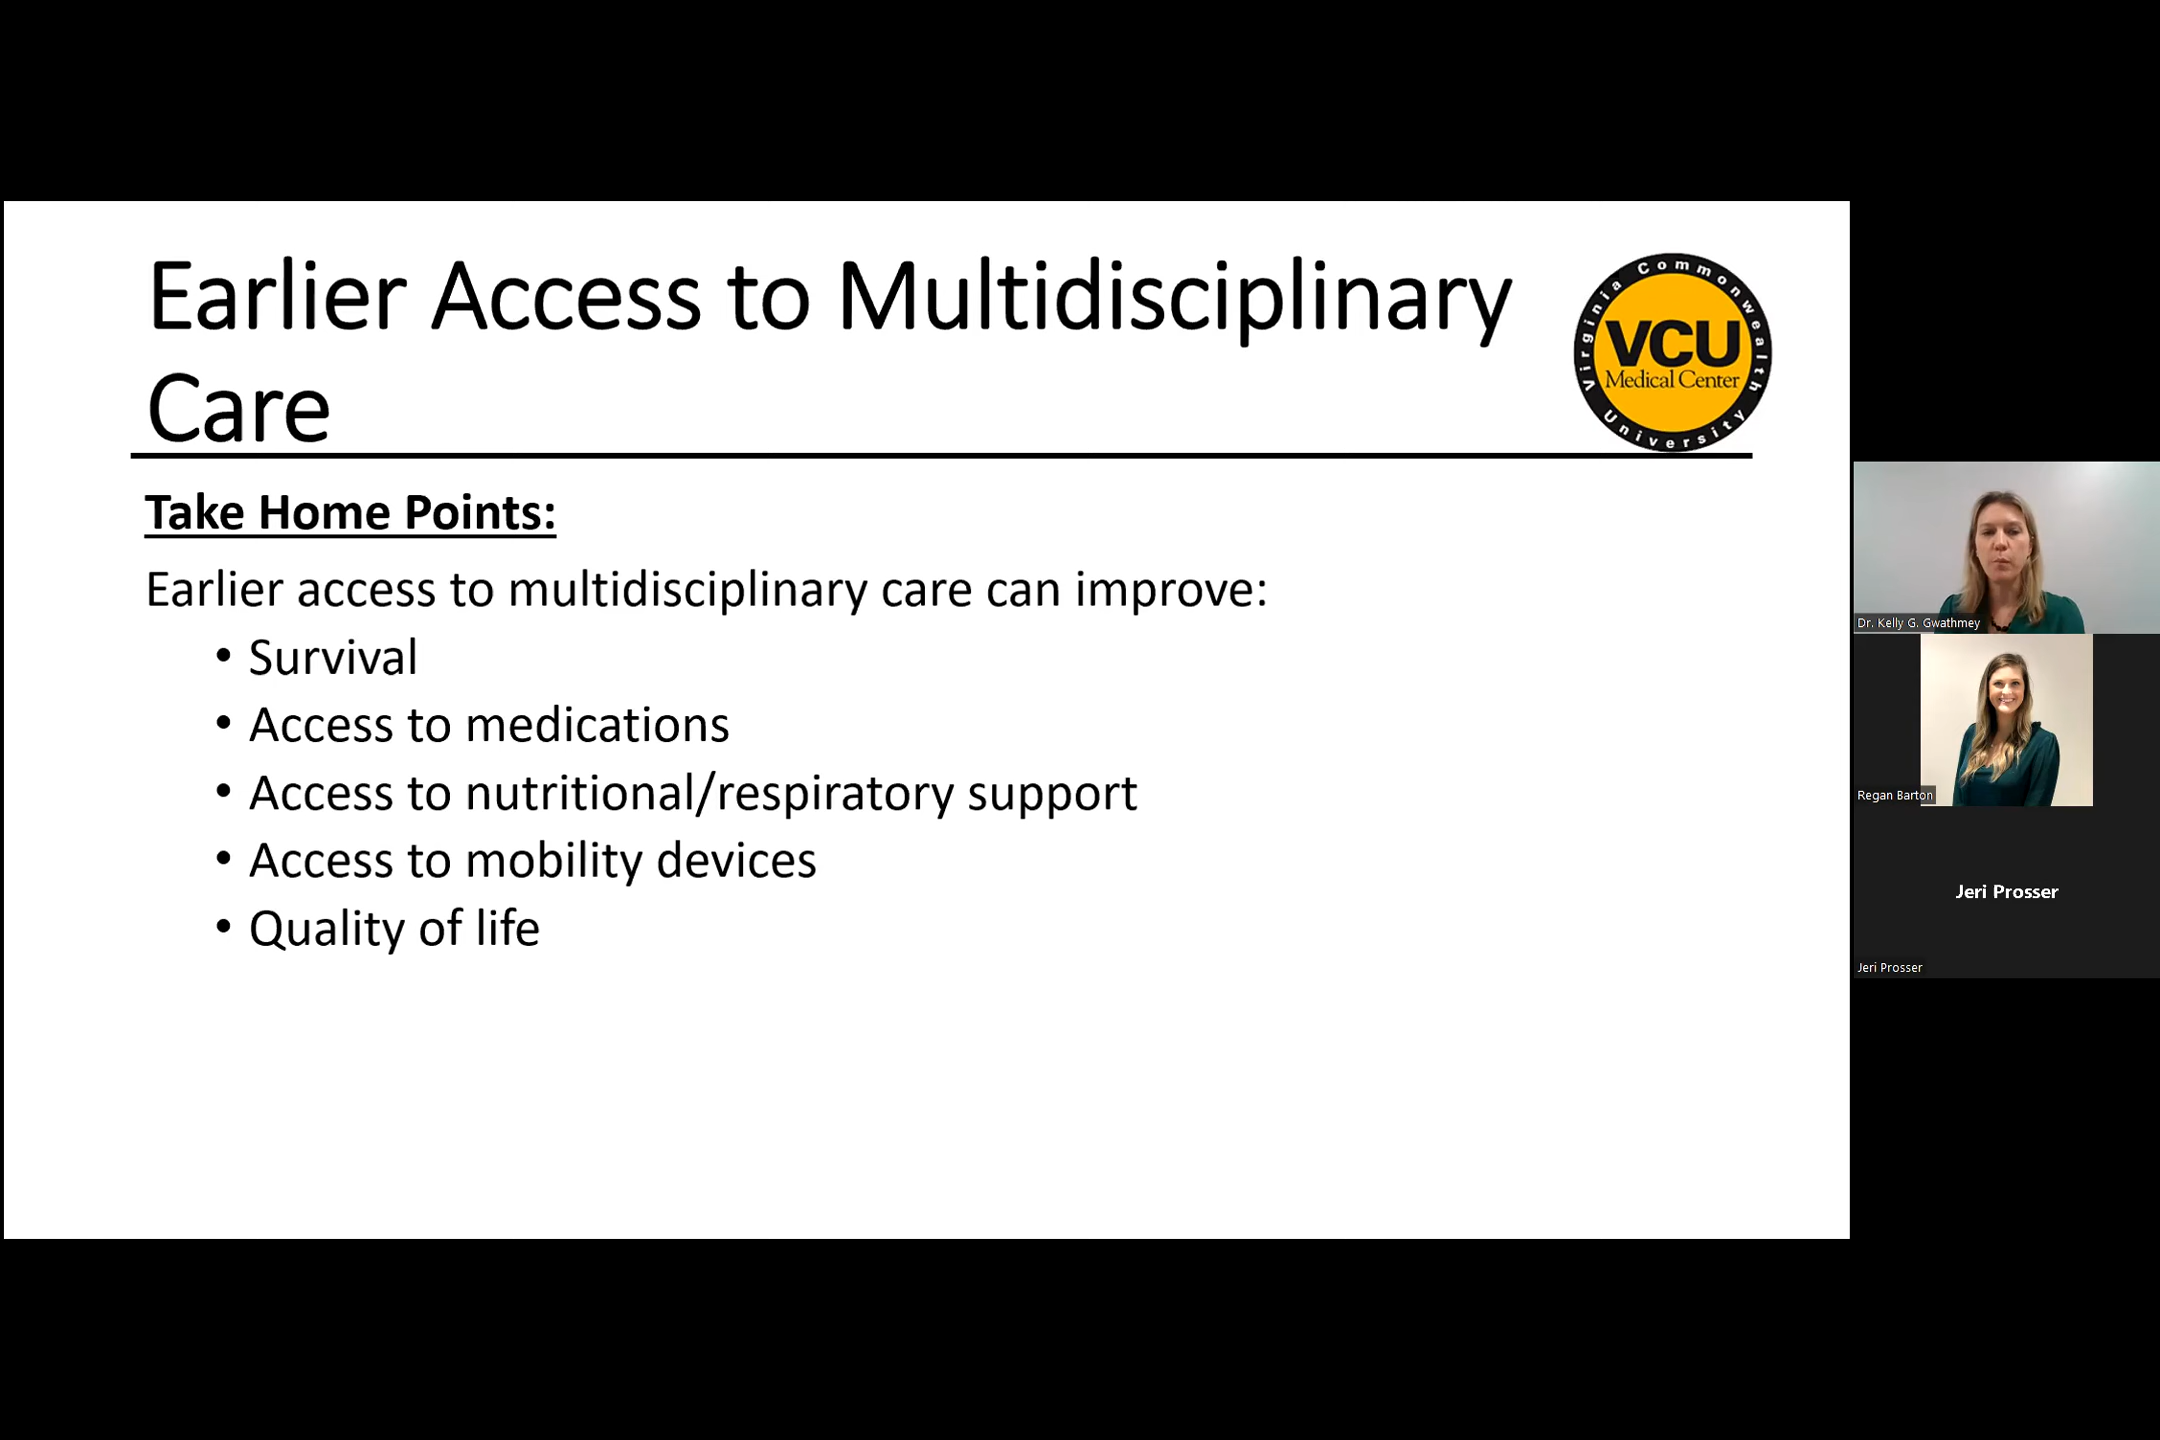 Earlier Access to Multidisciplinary
Care
Virginia Commonwealth University
VCU
Medical Center
Take Home Points:
Earlier access to multidisciplinary care can improve:
• Survival
• Access to medications
• Access to nutritional/respiratory support
• Access to mobility devices
• Quality of life
Dr. Kelly G. Gwathmey
Regan Barton
Jeri Prosser
Jeri Prosser